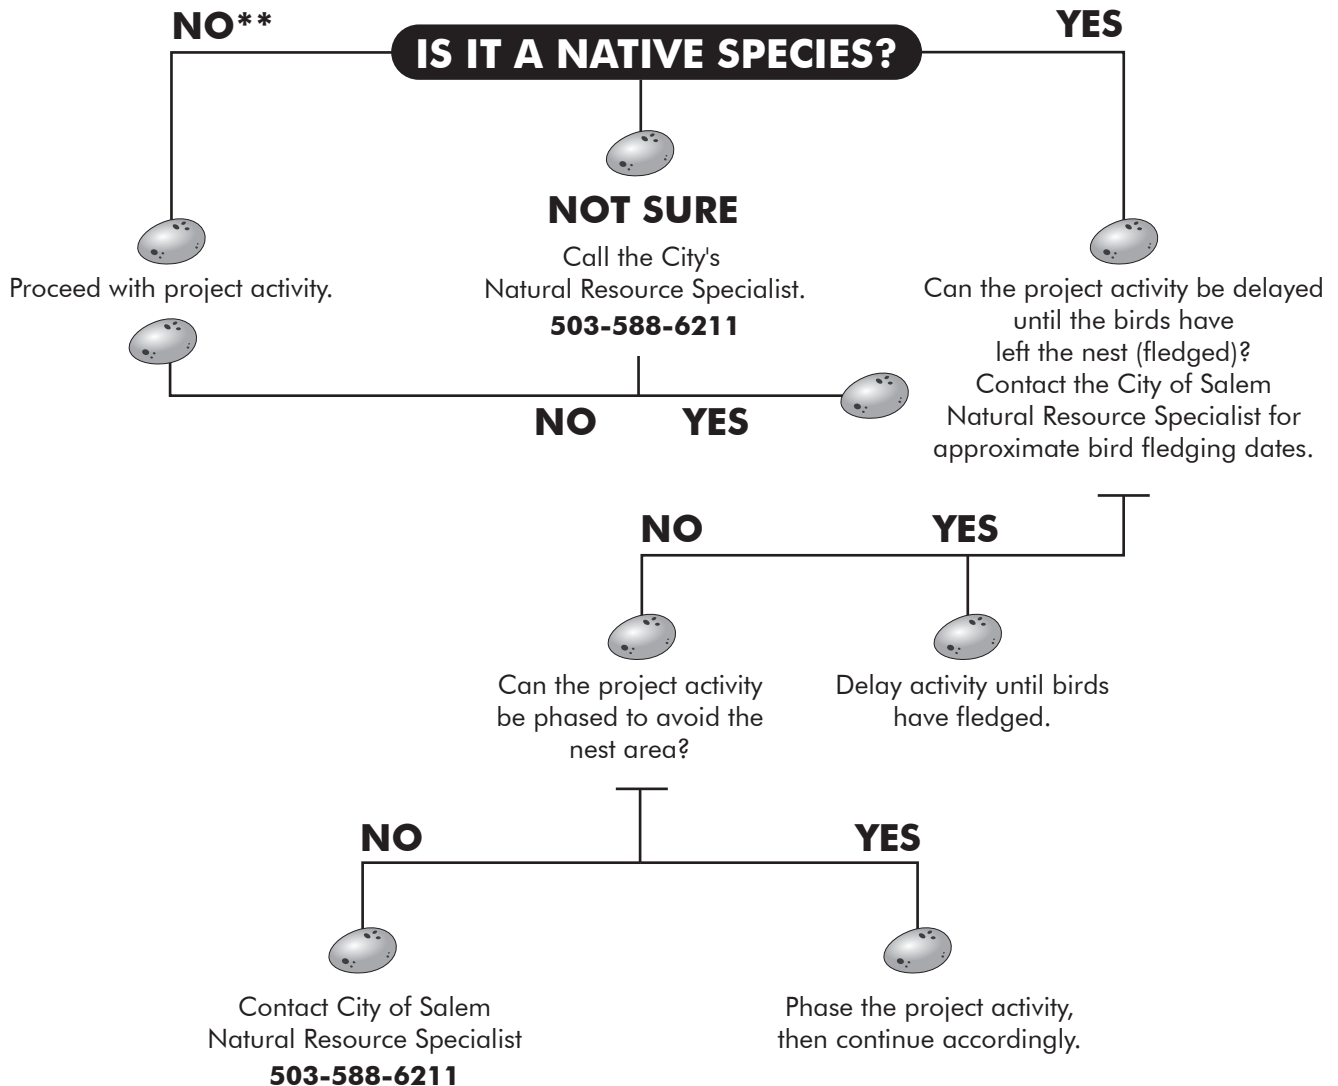 NO**
IS IT A NATIVE SPECIES?
YES
NOT SURE
Call the City's
Natural Resource Specialist.
503-588-6211
Proceed with project activity.
Can the project activity be delayed
until the birds have
left the nest (fledged)?
Contact the City of Salem
Natural Resource Specialist for
approximate bird fledging dates.
NO
YES
NO
YES
Can the project activity
be phased to avoid the
nest area?
Delay activity until birds
have fledged.
NO
YES
Contact City of Salem
Natural Resource Specialist
503-588-6211
Phase the project activity,
then continue accordingly.